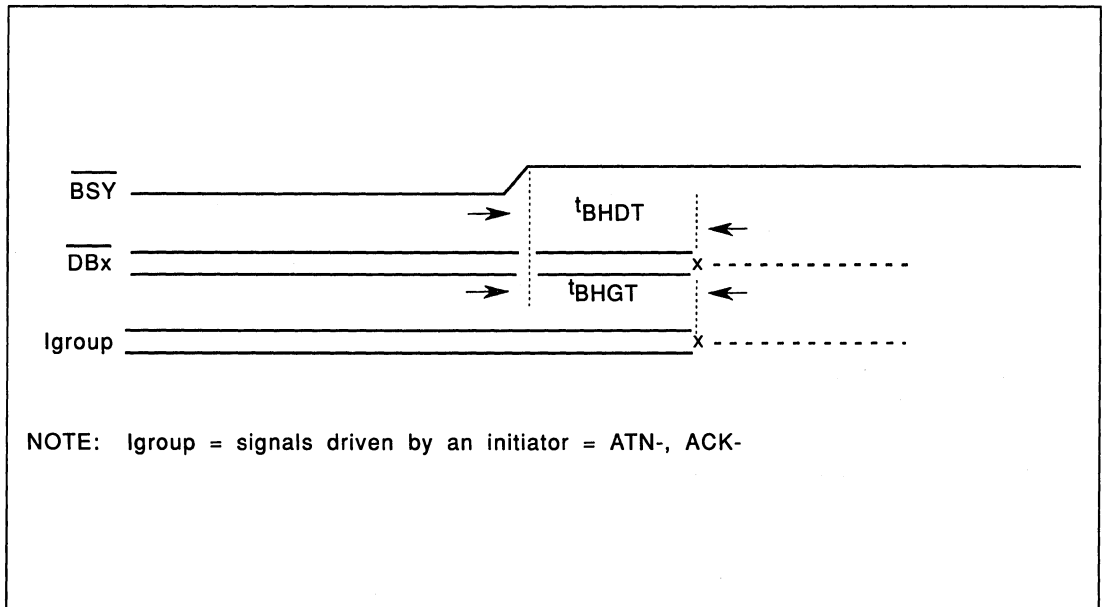 BSY
tBHDT
DBx
x
tBHGT
Igroup
x
NOTE: Igroup = signals driven by an initiator = ATN-, ACK-